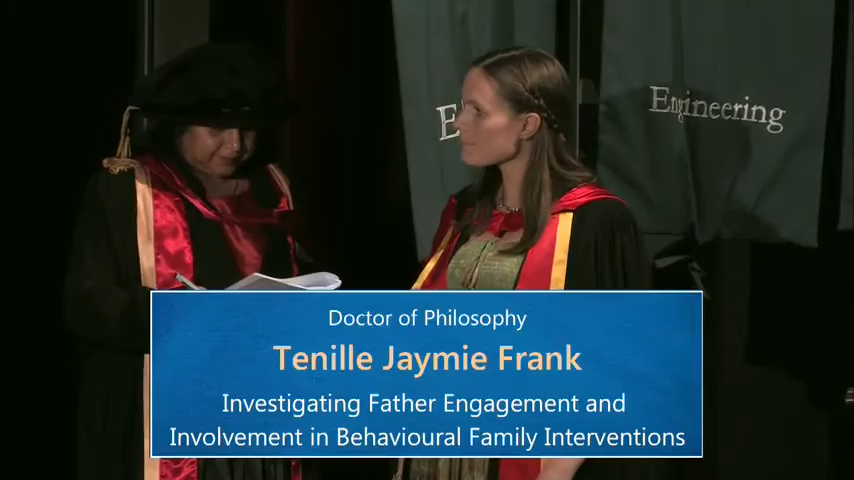 Engineering
E
Doctor of Philosophy
Tenille Jaymie Frank
Investigating Father Engagement and
Involvement in Behavioural Family Interventions